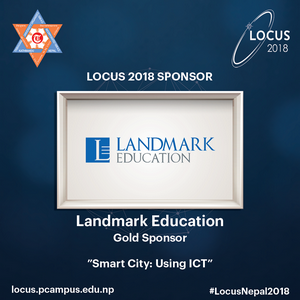 LOCUS
2018
LOCUS 2018 SPONSOR
LANDMARK
EDUCATION
Landmark Education
Gold Sponsor
"Smart City: Using ICT"
locus.pcampus.edu.np
#LocusNepal2018